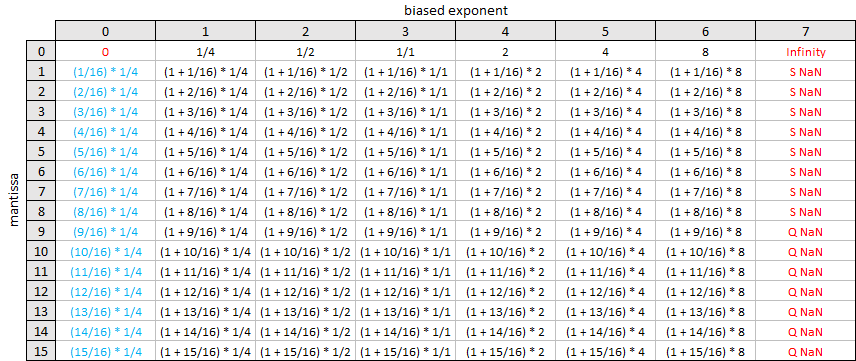 biased exponent
0 1 2 3 4 5 6 7
0 0 1/4 1/2 1/1 2 4 8 Infinity
1 (1/16) * 1/4 (1 + 1/16) * 1/4 (1 + 1/16) * 1/2 (1 + 1/16) * 1/1 (1 + 1/16) * 2 (1 + 1/16) * 4 (1 + 1/16) * 8 S NaN
2 (2/16) * 1/4 (1 + 2/16) * 1/4 (1 + 2/16) * 1/2 (1 + 2/16) * 1/1 (1 + 2/16) * 2 (1 + 2/16) * 4 (1 + 2/16) * 8 S NaN
3 (3/16) * 1/4 (1 + 3/16) * 1/4 (1 + 3/16) * 1/2 (1 + 3/16) * 1/1 (1 + 3/16) * 2 (1 + 3/16) * 4 (1 + 3/16) * 8 S NaN
4 (4/16) * 1/4 (1 + 4/16) * 1/4 (1 + 4/16) * 1/2 (1 + 4/16) * 1/1 (1 + 4/16) * 2 (1 + 4/16) * 4 (1 + 4/16) * 8 S NaN
5 (5/16) * 1/4 (1 + 5/16) * 1/4 (1 + 5/16) * 1/2 (1 + 5/16) * 1/1 (1 + 5/16) * 2 (1 + 5/16) * 4 (1 + 5/16) * 8 S NaN
6 (6/16) * 1/4 (1 + 6/16) * 1/4 (1 + 6/16) * 1/2 (1 + 6/16) * 1/1 (1 + 6/16) * 2 (1 + 6/16) * 4 (1 + 6/16) * 8 S NaN
7 (7/16) * 1/4 (1 + 7/16) * 1/4 (1 + 7/16) * 1/2 (1 + 7/16) * 1/1 (1 + 7/16) * 2 (1 + 7/16) * 4 (1 + 7/16) * 8 S NaN
8 (8/16) * 1/4 (1 + 8/16) * 1/4 (1 + 8/16) * 1/2 (1 + 8/16) * 1/1 (1 + 8/16) * 2 (1 + 8/16) * 4 (1 + 8/16) * 8 S NaN
9 (9/16) * 1/4 (1 + 9/16) * 1/4 (1 + 9/16) * 1/2 (1 + 9/16) * 1/1 (1 + 9/16) * 2 (1 + 9/16) * 4 (1 + 9/16) * 8 Q NaN
10 (10/16) * 1/4 (1 + 10/16) * 1/4 (1 + 10/16) * 1/2 (1 + 10/16) * 1/1 (1 + 10/16) * 2 (1 + 10/16) * 4 (1 + 10/16) * 8 Q NaN
11 (11/16) * 1/4 (1 + 11/16) * 1/4 (1 + 11/16) * 1/2 (1 + 11/16) * 1/1 (1 + 11/16) * 2 (1 + 11/16) * 4 (1 + 11/16) * 8 Q NaN
12 (12/16) * 1/4 (1 + 12/16) * 1/4 (1 + 12/16) * 1/2 (1 + 12/16) * 1/1 (1 + 12/16) * 2 (1 + 12/16) * 4 (1 + 12/16) * 8 Q NaN
13 (13/16) * 1/4 (1 + 13/16) * 1/4 (1 + 13/16) * 1/2 (1 + 13/16) * 1/1 (1 + 13/16) * 2 (1 + 13/16) * 4 (1 + 13/16) * 8 Q NaN
14 (14/16) * 1/4 (1 + 14/16) * 1/4 (1 + 14/16) * 1/2 (1 + 14/16) * 1/1 (1 + 14/16) * 2 (1 + 14/16) * 4 (1 + 14/16) * 8 Q NaN
15 (15/16) * 1/4 (1 + 15/16) * 1/4 (1 + 15/16) * 1/2 (1 + 15/16) * 1/1 (1 + 15/16) * 2 (1 + 15/16) * 4 (1 + 15/16) * 8 Q NaN
mantissa